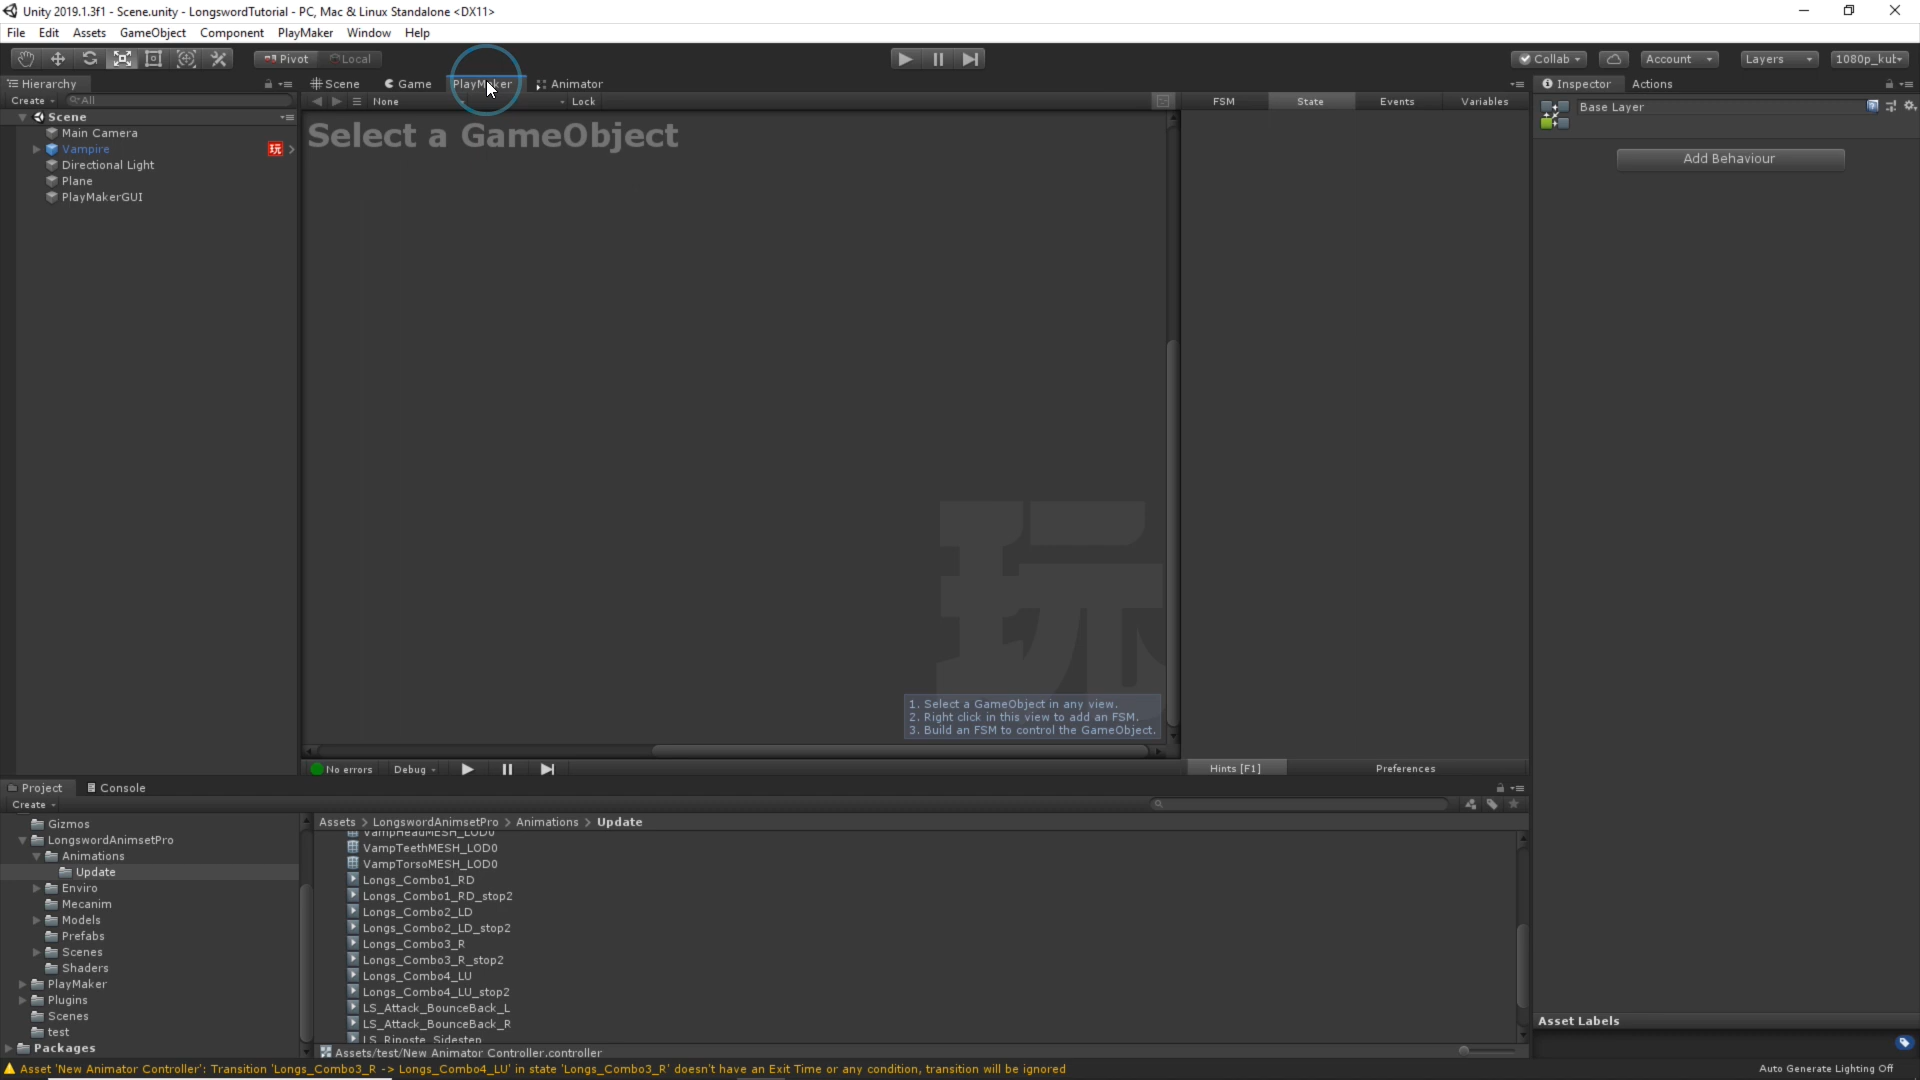 Unity 2019.1.3f1 - Scene.unity - LongswordTutorial - PC, Mac & Linux Standalone <DX11>
File Edit Assets GameObject Component PlayMaker Window Help
Pivot Local Collab Account Layers 1080p_kut
Hierarchy Scene Game PlayMaker Animator Inspector Actions
Create All None Lock FSM State Events Variables
Scene
Main Camera
Vampire 玩
Directional Light
Plane
PlayMakerGUI
Select a GameObject
Base Layer
Add Behaviour
玩
1. Select a GameObject in any view.
2. Right click in this view to add an FSM.
3. Build an FSM to control the GameObject.
No errors Debug Hints [F1] Preferences
Project Console
Create
Gizmos
LongswordAnimsetPro
Animations
Update
Enviro
Mecanim
Models
Prefabs
Scenes
Shaders
PlayMaker
Plugins
Scenes
test
Packages
Assets > LongswordAnimsetPro > Animations > Update
VampHeadMESH_LOD0
VampTeethMESH_LOD0
VampTorsoMESH_LOD0
Longs_Combo1_RD
Longs_Combo1_RD_stop2
Longs_Combo2_LD
Longs_Combo2_LD_stop2
Longs_Combo3_R
Longs_Combo3_R_stop2
Longs_Combo4_LU
Longs_Combo4_LU_stop2
LS_Attack_BounceBack_L
LS_Attack_BounceBack_R
LS_Riposte_Sidestep
Assets/test/New Animator Controller.controller
Asset Labels
Asset 'New Animator Controller': Transition 'Longs_Combo3_R -> Longs_Combo4_LU' in state 'Longs_Combo3_R' doesn't have an Exit Time or any condition, transition will be ignored
Auto Generate Lighting Off